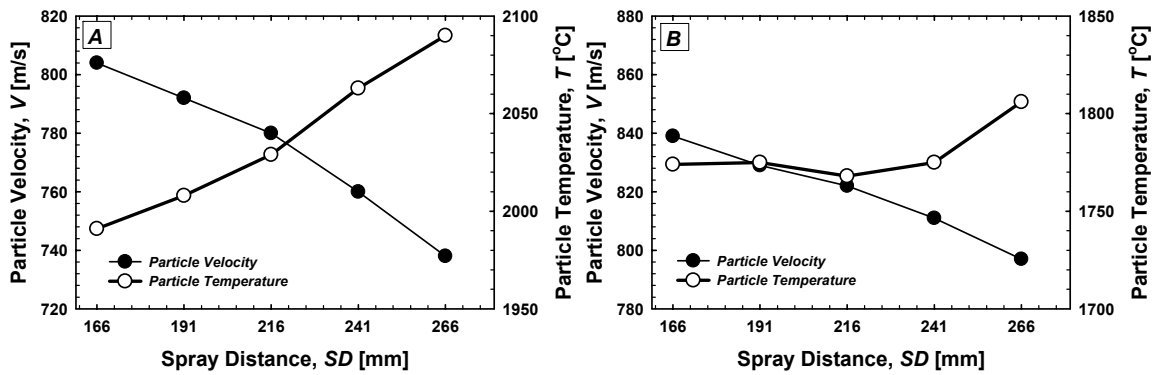 A
Particle Velocity, V [m/s]
820
800
780
760
740
720
2100
2050
2000
1950
Particle Temperature, T [°C]
Particle Velocity
Particle Temperature
166 191 216 241 266
Spray Distance, SD [mm]
B
Particle Velocity, V [m/s]
880
860
840
820
800
780
1850
1800
1750
1700
Particle Temperature, T [°C]
Particle Velocity
Particle Temperature
166 191 216 241 266
Spray Distance, SD [mm]